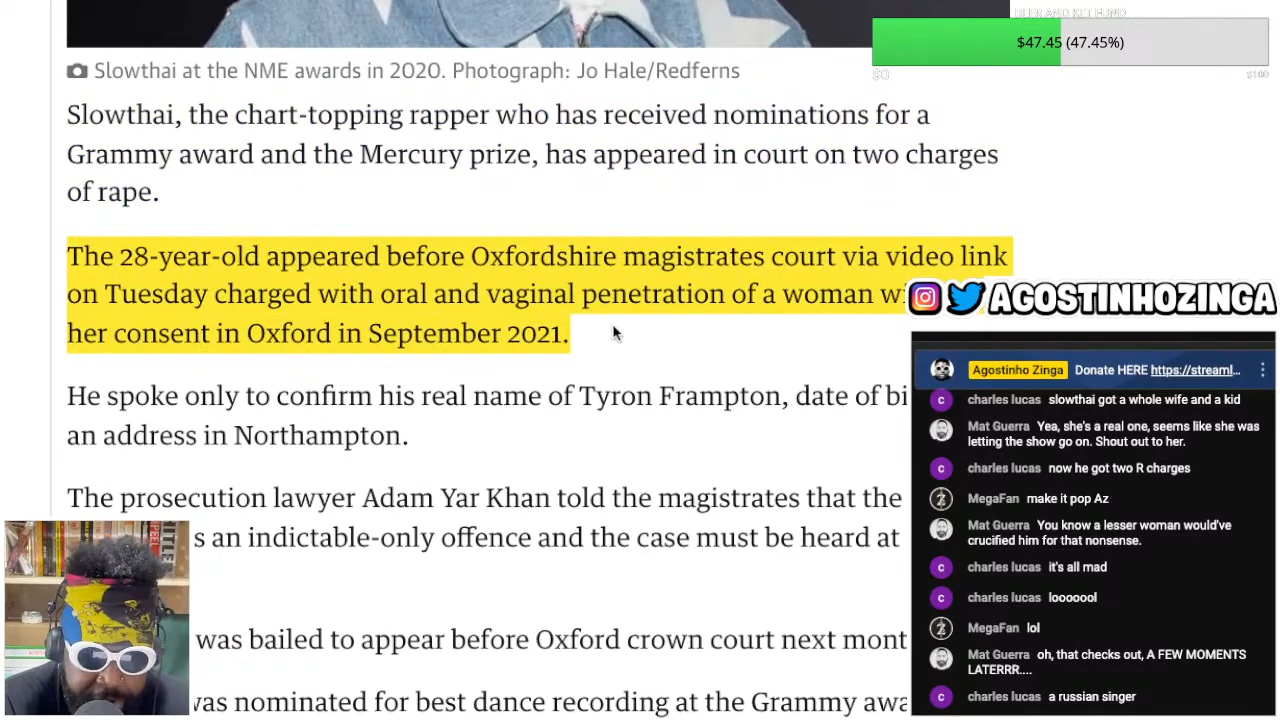 BEER AND KET FUND
$47.45 (47.45%)
$0
$100
Slowthai at the NME awards in 2020. Photograph: Jo Hale/Redferns
Slowthai, the chart-topping rapper who has received nominations for a
Grammy award and the Mercury prize, has appeared in court on two charges
of rape.
The 28-year-old appeared before Oxfordshire magistrates court via video link
on Tuesday charged with oral and vaginal penetration of a woman wi
her consent in Oxford in September 2021.
He spoke only to confirm his real name of Tyron Frampton, date of bi
an address in Northampton.
The prosecution lawyer Adam Yar Khan told the magistrates that the
s an indictable-only offence and the case must be heard at
was bailed to appear before Oxford crown court next mont
was nominated for best dance recording at the Grammy awa
AGOSTINHOZINGA
Agostinho Zinga Donate HERE https://streaml...
charles lucas slowthai got a whole wife and a kid
Mat Guerra Yea, she's a real one, seems like she was
letting the show go on. Shout out to her.
charles lucas now he got two R charges
MegaFan make it pop Az
Mat Guerra You know a lesser woman would've
crucified him for that nonsense.
charles lucas it's all mad
charles lucas looooool
MegaFan lol
Mat Guerra oh, that checks out, A FEW MOMENTS
LATERRR....
charles lucas a russian singer